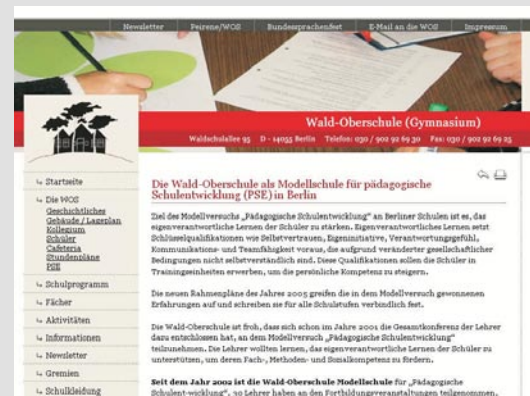 Newsletter Peirene/WOS Bundessprachenfest E-Mail an die WOS Impressum
Wald-Oberschule (Gymnasium)
Waldschulallee 95 D - 14055 Berlin Telefon: 030 / 902 92 69 30 Fax: 030 / 902 92 69 25
Startseite
Die WOS
Geschichtliches
Gebäude / Lageplan
Kollegium
Schüler
Cafeteria
Stundenpläne
PSE
Schulprogramm
Fächer
Aktivitäten
Informationen
Newsletter
Gremien
Schulkleidung
Die Wald-Oberschule als Modellschule für pädagogische
Schulentwicklung (PSE) in Berlin
Ziel des Modellversuchs „Pädagogische Schulentwicklung" an Berliner Schulen ist es, das
eigenverantwortliche Lernen der Schüler zu stärken. Eigenverantwortliches Lernen setzt
Schlüsselqualifikationen wie Selbstvertrauen, Eigeninitiative, Verantwortungsgefühl,
Kommunikations- und Teamfähigkeit voraus, die aufgrund veränderter gesellschaftlicher
Bedingungen nicht selbstverständlich sind. Diese Qualifikationen sollen die Schüler in
Trainingseinheiten erwerben, um die persönliche Kompetenz zu steigern.
Die neuen Rahmenpläne des Jahres 2005 greifen die in dem Modellversuch gewonnenen
Erfahrungen auf und schreiben sie für alle Schulstufen verbindlich fest.
Die Wald-Oberschule ist froh, dass sich schon im Jahre 2001 die Gesamtkonferenz der Lehrer
dazu entschlossen hat, an dem Modellversuch „Pädagogische Schulentwicklung"
teilzunehmen. Die Lehrer wollten lernen, das eigenverantwortliche Lernen der Schüler zu
unterstützen, um deren Fach-, Methoden- und Sozialkompetenz zu fördern.
Seit dem Jahr 2002 ist die Wald-Oberschule Modellschule für „Pädagogische
Schulent-wicklung", 30 Lehrer haben an den Fortbildungsveranstaltungen teilgenommen,